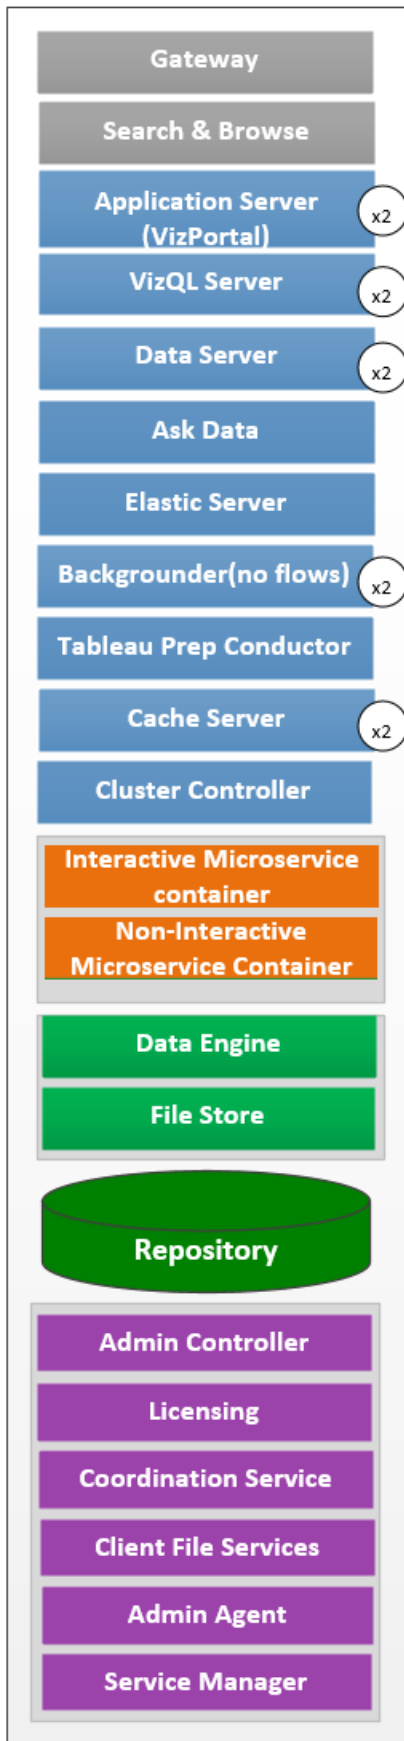 Gateway
Search & Browse
Application Server
(VizPortal)
x2
VizQL Server
x2
Data Server
x2
Ask Data
Elastic Server
Backgrounder(no flows)
x2
Tableau Prep Conductor
Cache Server
x2
Cluster Controller
Interactive Microservice
container
Non-Interactive
Microservice Container
Data Engine
File Store
Repository
Admin Controller
Licensing
Coordination Service
Client File Services
Admin Agent
Service Manager